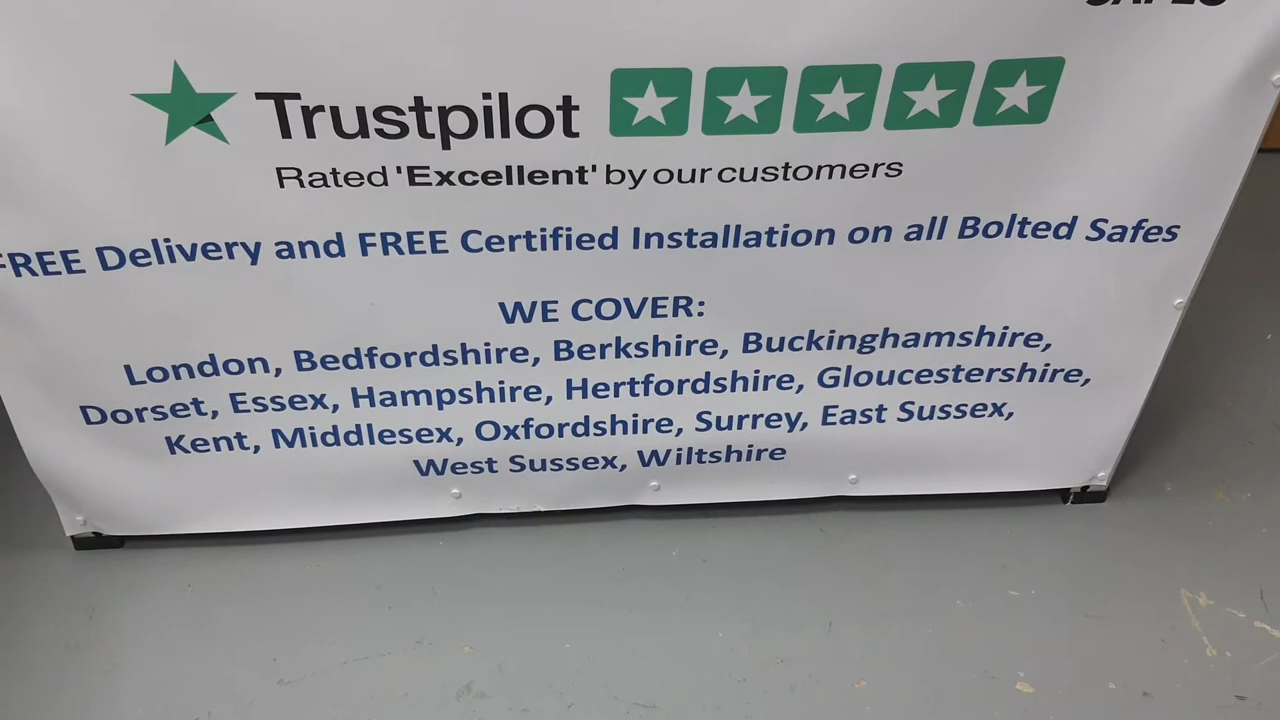 Trustpilot
Rated 'Excellent' by our customers
FREE Delivery and FREE Certified Installation on all Bolted Safes
WE COVER:
London, Bedfordshire, Berkshire, Buckinghamshire,
Dorset, Essex, Hampshire, Hertfordshire, Gloucestershire,
Kent, Middlesex, Oxfordshire, Surrey, East Sussex,
West Sussex, Wiltshire